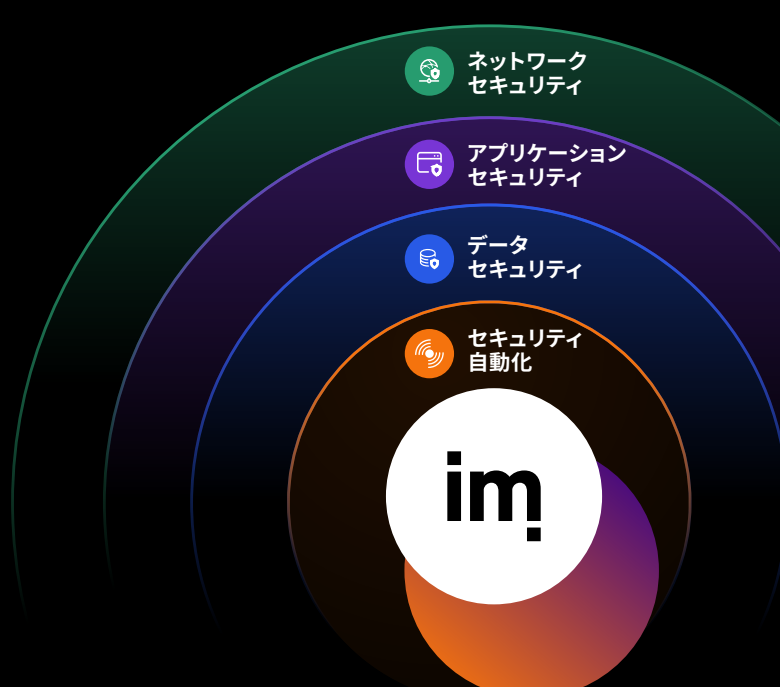 ネットワーク
セキュリティ
アプリケーション
セキュリティ
データ
セキュリティ
セキュリティ
自動化
im